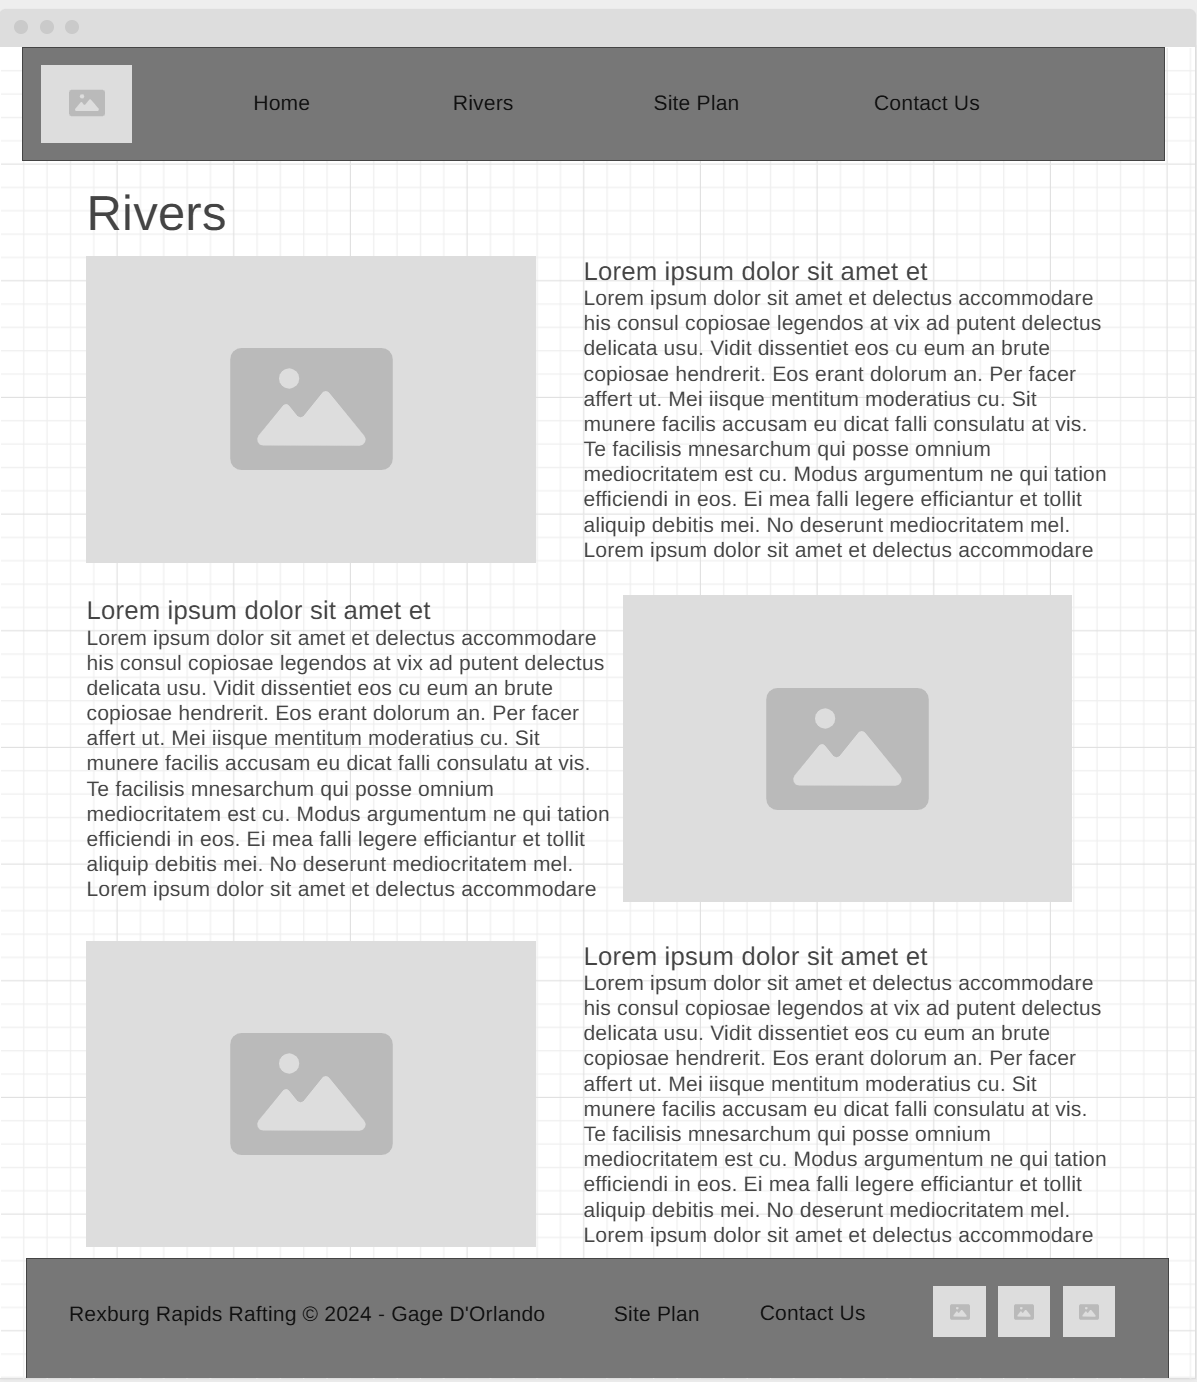 Home Rivers Site Plan Contact Us
Rivers
Lorem ipsum dolor sit amet et
Lorem ipsum dolor sit amet et delectus accommodare
his consul copiosae legendos at vix ad putent delectus
delicata usu. Vidit dissentiet eos cu eum an brute
copiosae hendrerit. Eos erant dolorum an. Per facer
affert ut. Mei iisque mentitum moderatius cu. Sit
munere facilis accusam eu dicat falli consulatu at vis.
Te facilisis mnesarchum qui posse omnium
mediocritatem est cu. Modus argumentum ne qui tation
efficiendi in eos. Ei mea falli legere efficiantur et tollit
aliquip debitis mei. No deserunt mediocritatem mel.
Lorem ipsum dolor sit amet et delectus accommodare
Lorem ipsum dolor sit amet et
Lorem ipsum dolor sit amet et delectus accommodare
his consul copiosae legendos at vix ad putent delectus
delicata usu. Vidit dissentiet eos cu eum an brute
copiosae hendrerit. Eos erant dolorum an. Per facer
affert ut. Mei iisque mentitum moderatius cu. Sit
munere facilis accusam eu dicat falli consulatu at vis.
Te facilisis mnesarchum qui posse omnium
mediocritatem est cu. Modus argumentum ne qui tation
efficiendi in eos. Ei mea falli legere efficiantur et tollit
aliquip debitis mei. No deserunt mediocritatem mel.
Lorem ipsum dolor sit amet et delectus accommodare
Lorem ipsum dolor sit amet et
Lorem ipsum dolor sit amet et delectus accommodare
his consul copiosae legendos at vix ad putent delectus
delicata usu. Vidit dissentiet eos cu eum an brute
copiosae hendrerit. Eos erant dolorum an. Per facer
affert ut. Mei iisque mentitum moderatius cu. Sit
munere facilis accusam eu dicat falli consulatu at vis.
Te facilisis mnesarchum qui posse omnium
mediocritatem est cu. Modus argumentum ne qui tation
efficiendi in eos. Ei mea falli legere efficiantur et tollit
aliquip debitis mei. No deserunt mediocritatem mel.
Lorem ipsum dolor sit amet et delectus accommodare
Rexburg Rapids Rafting © 2024 - Gage D'Orlando Site Plan Contact Us